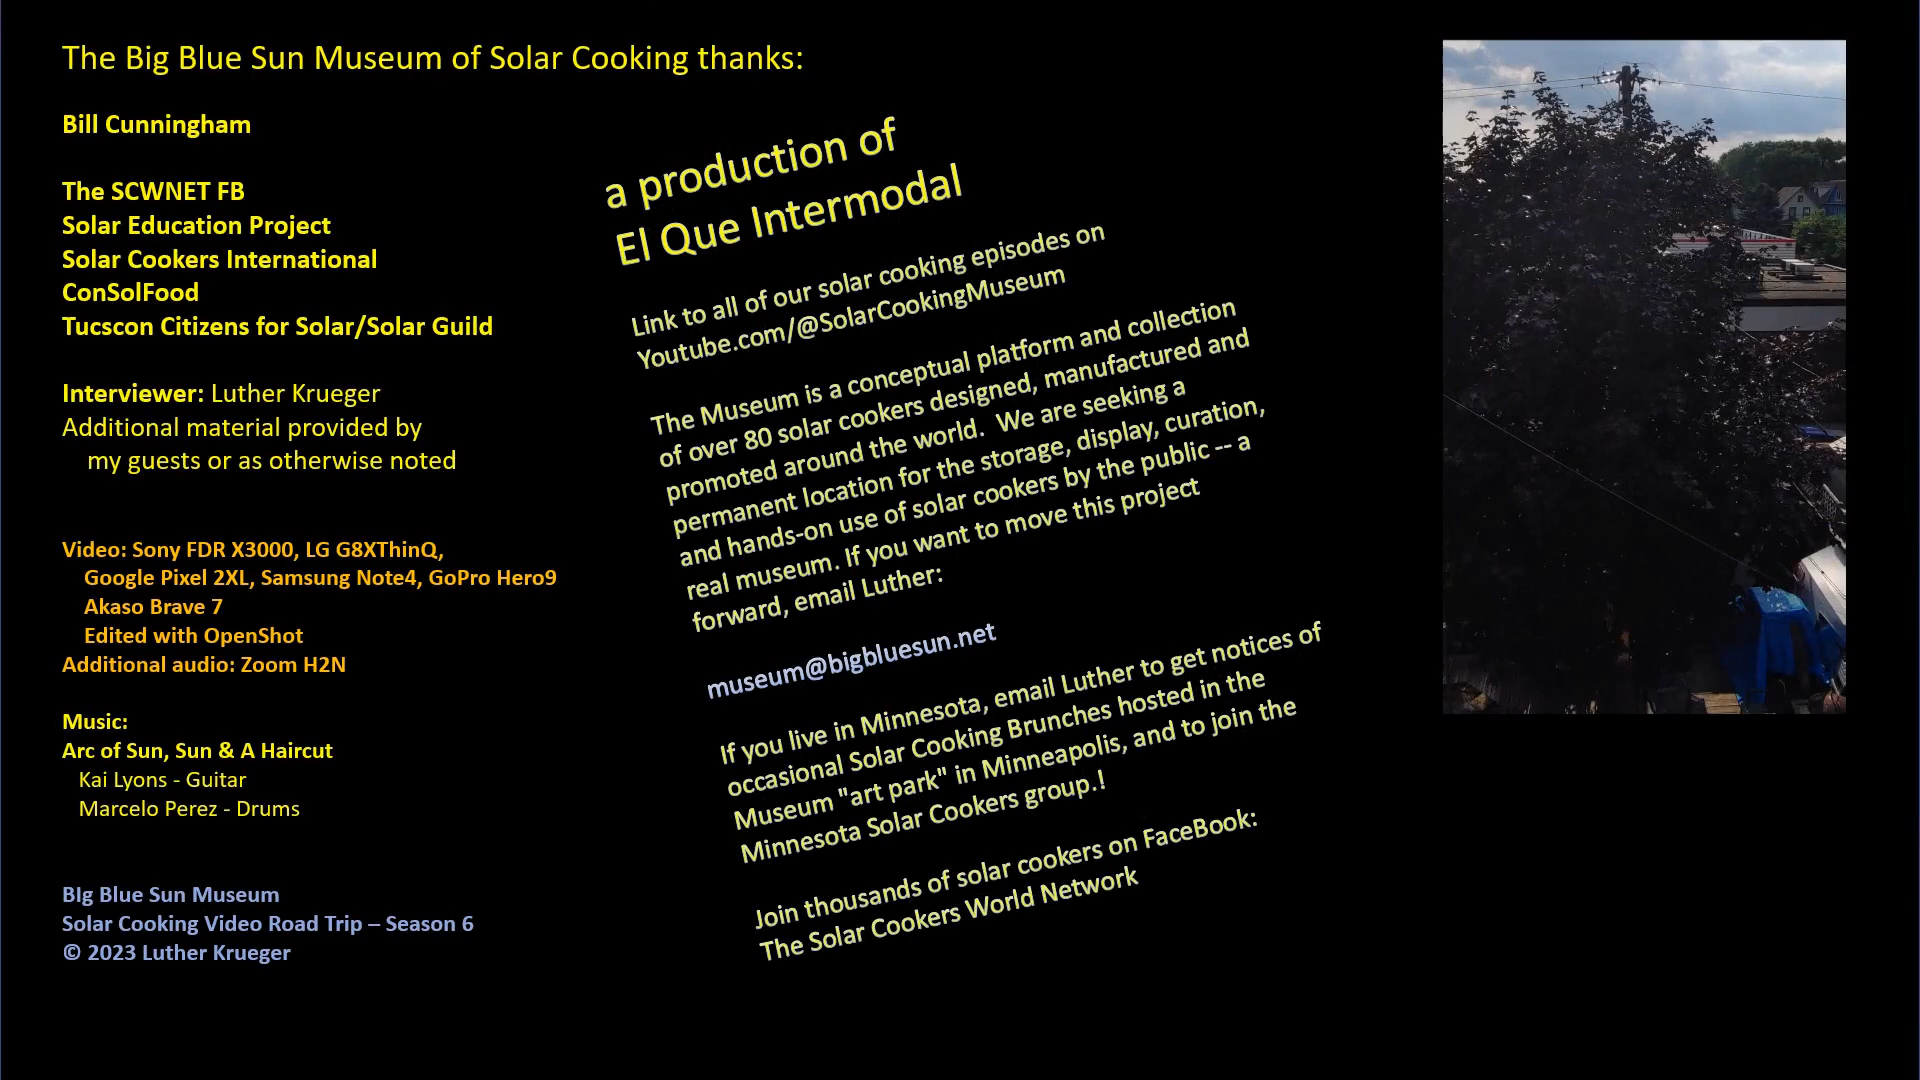 The Big Blue Sun Museum of Solar Cooking thanks:
Bill Cunningham
The SCWNET FB
Solar Education Project
Solar Cookers International
ConSolFood
Tucscon Citizens for Solar/Solar Guild
Interviewer: Luther Krueger
Additional material provided by
my guests or as otherwise noted
Video: Sony FDR X3000, LG G8XThinQ,
Google Pixel 2XL, Samsung Note4, GoPro Hero9
Akaso Brave 7
Edited with OpenShot
Additional audio: Zoom H2N
Music:
Arc of Sun, Sun & A Haircut
Kai Lyons - Guitar
Marcelo Perez - Drums
BIg Blue Sun Museum
Solar Cooking Video Road Trip – Season 6
© 2023 Luther Krueger
a production of
El Que Intermodal
Link to all of our solar cooking episodes on
Youtube.com/@SolarCookingMuseum
The Museum is a conceptual platform and collection
of over 80 solar cookers designed, manufactured and
promoted around the world.  We are seeking a
permanent location for the storage, display, curation,
and hands-on use of solar cookers by the public -- a
real museum. If you want to move this project
forward, email Luther:
museum@bigbluesun.net
If you live in Minnesota, email Luther to get notices of
occasional Solar Cooking Brunches hosted in the
Museum "art park" in Minneapolis, and to join the
Minnesota Solar Cookers group.!
Join thousands of solar cookers on FaceBook:
The Solar Cookers World Network